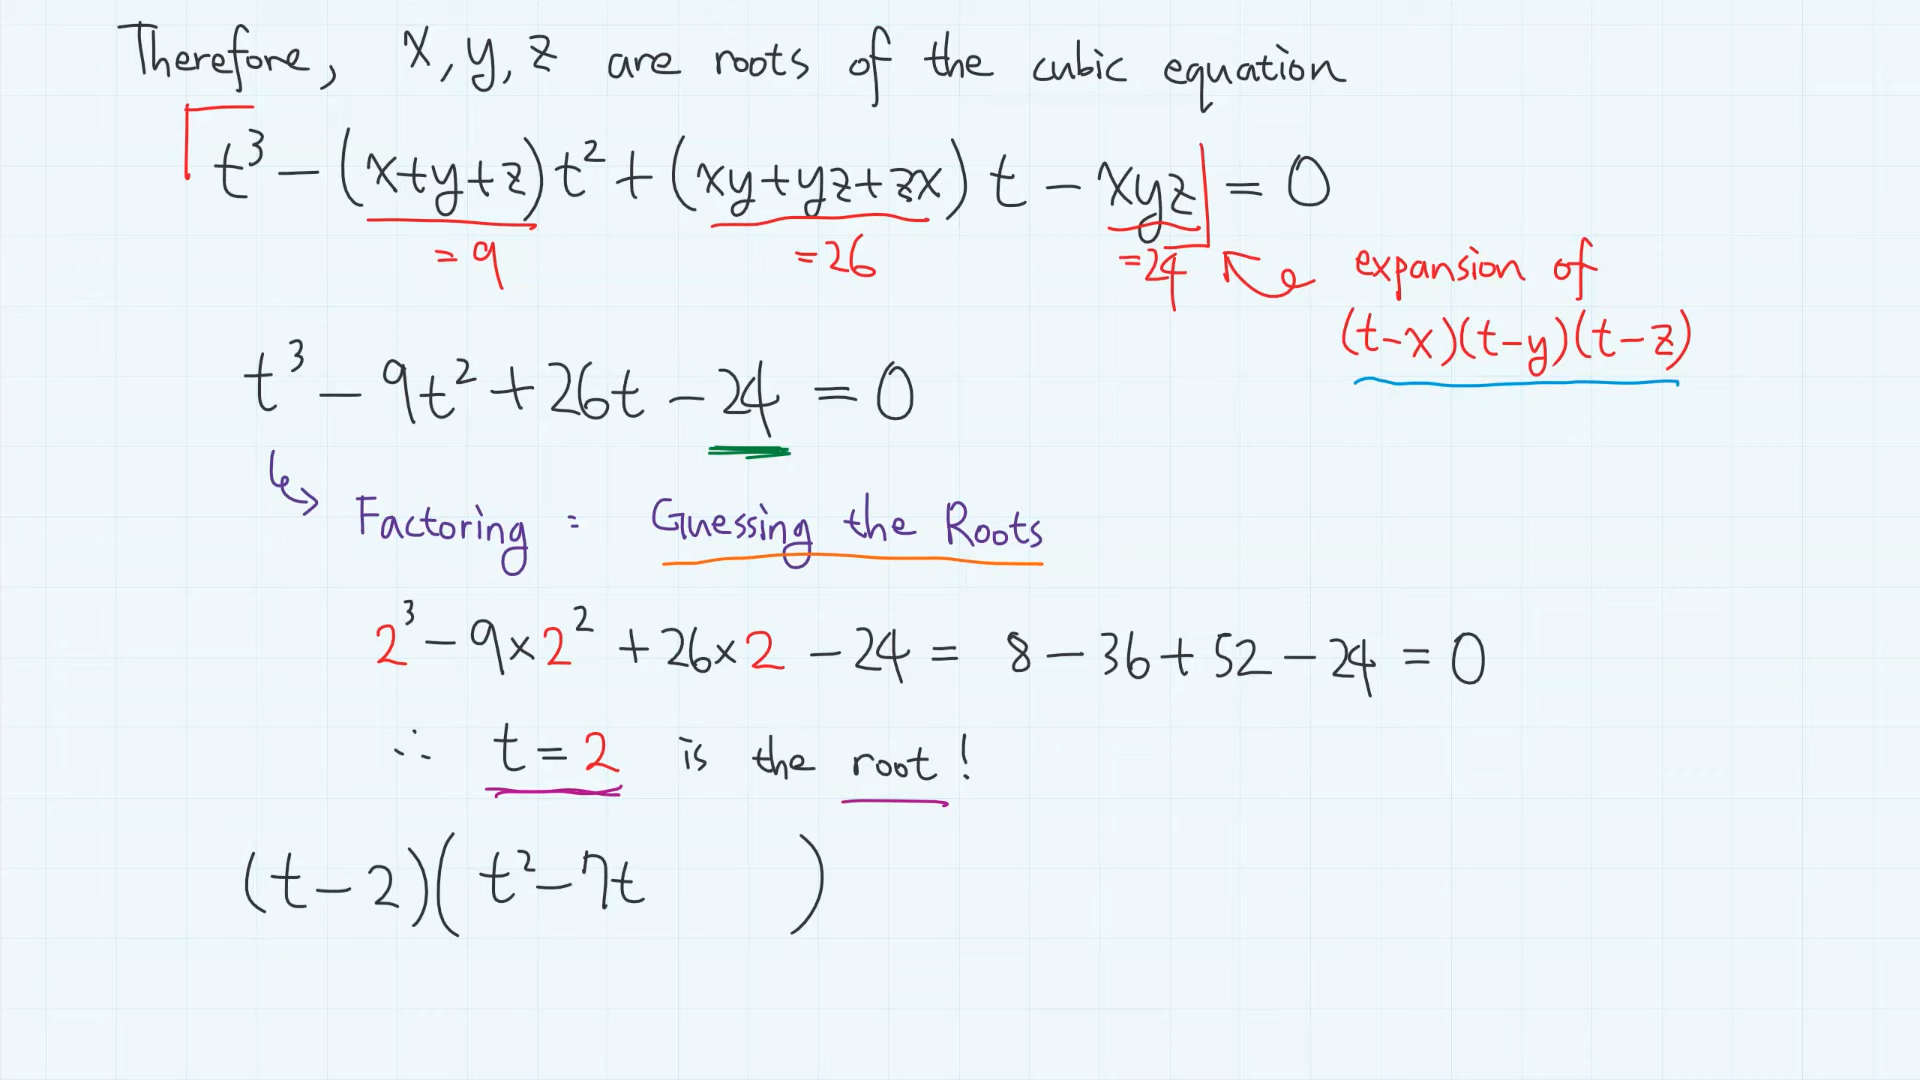 Therefore, x, y, z are roots of the cubic equation
t³ − (x+y+z)t² + (xy+yz+zx)t − xyz = 0
=9 =26 =24 expansion of
(t−x)(t−y)(t−z)
t³ − 9t² + 26t − 24 = 0
Factoring : Guessing the Roots
2³ − 9×2² + 26×2 − 24 = 8 − 36 + 52 − 24 = 0
∴ t = 2 is the root!
(t − 2)(t² − 7t )